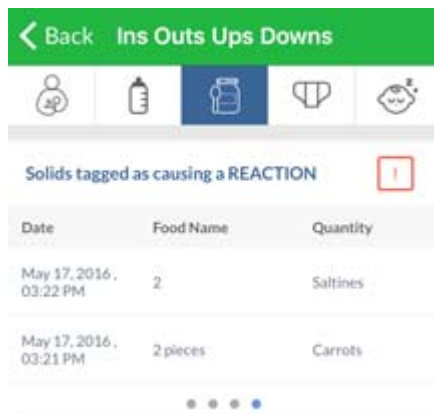 Back Ins Outs Ups Downs
Solids tagged as causing a REACTION !
Date Food Name Quantity
May 17, 2016 ,
03:22 PM 2 Saltines
May 17, 2016 ,
03:21 PM 2 pieces Carrots